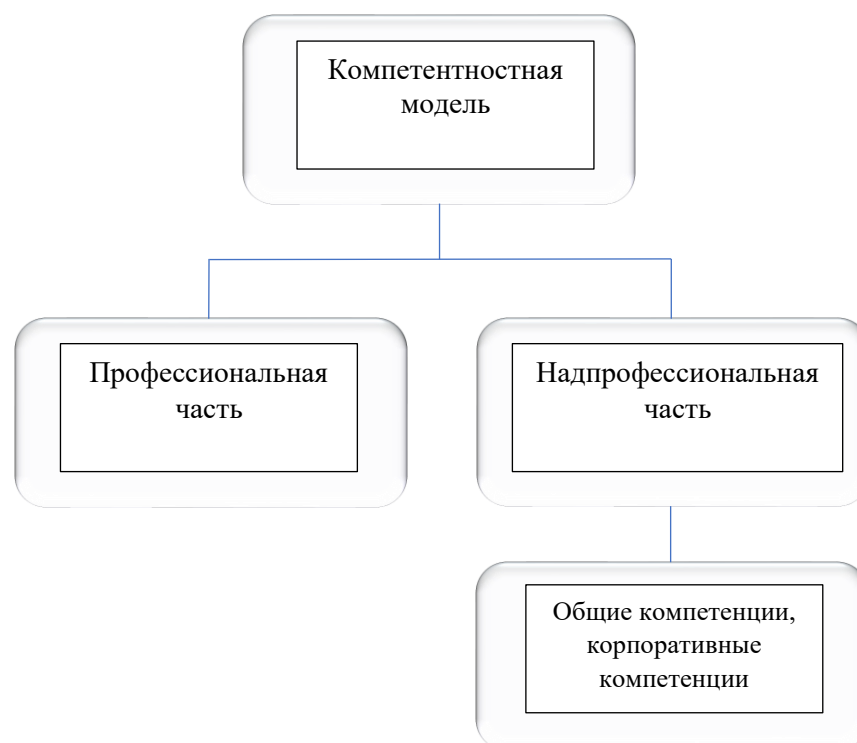 Компетентностная
модель
Профессиональная
часть
Надпрофессиональная
часть
Общие компетенции,
корпоративные
компетенции